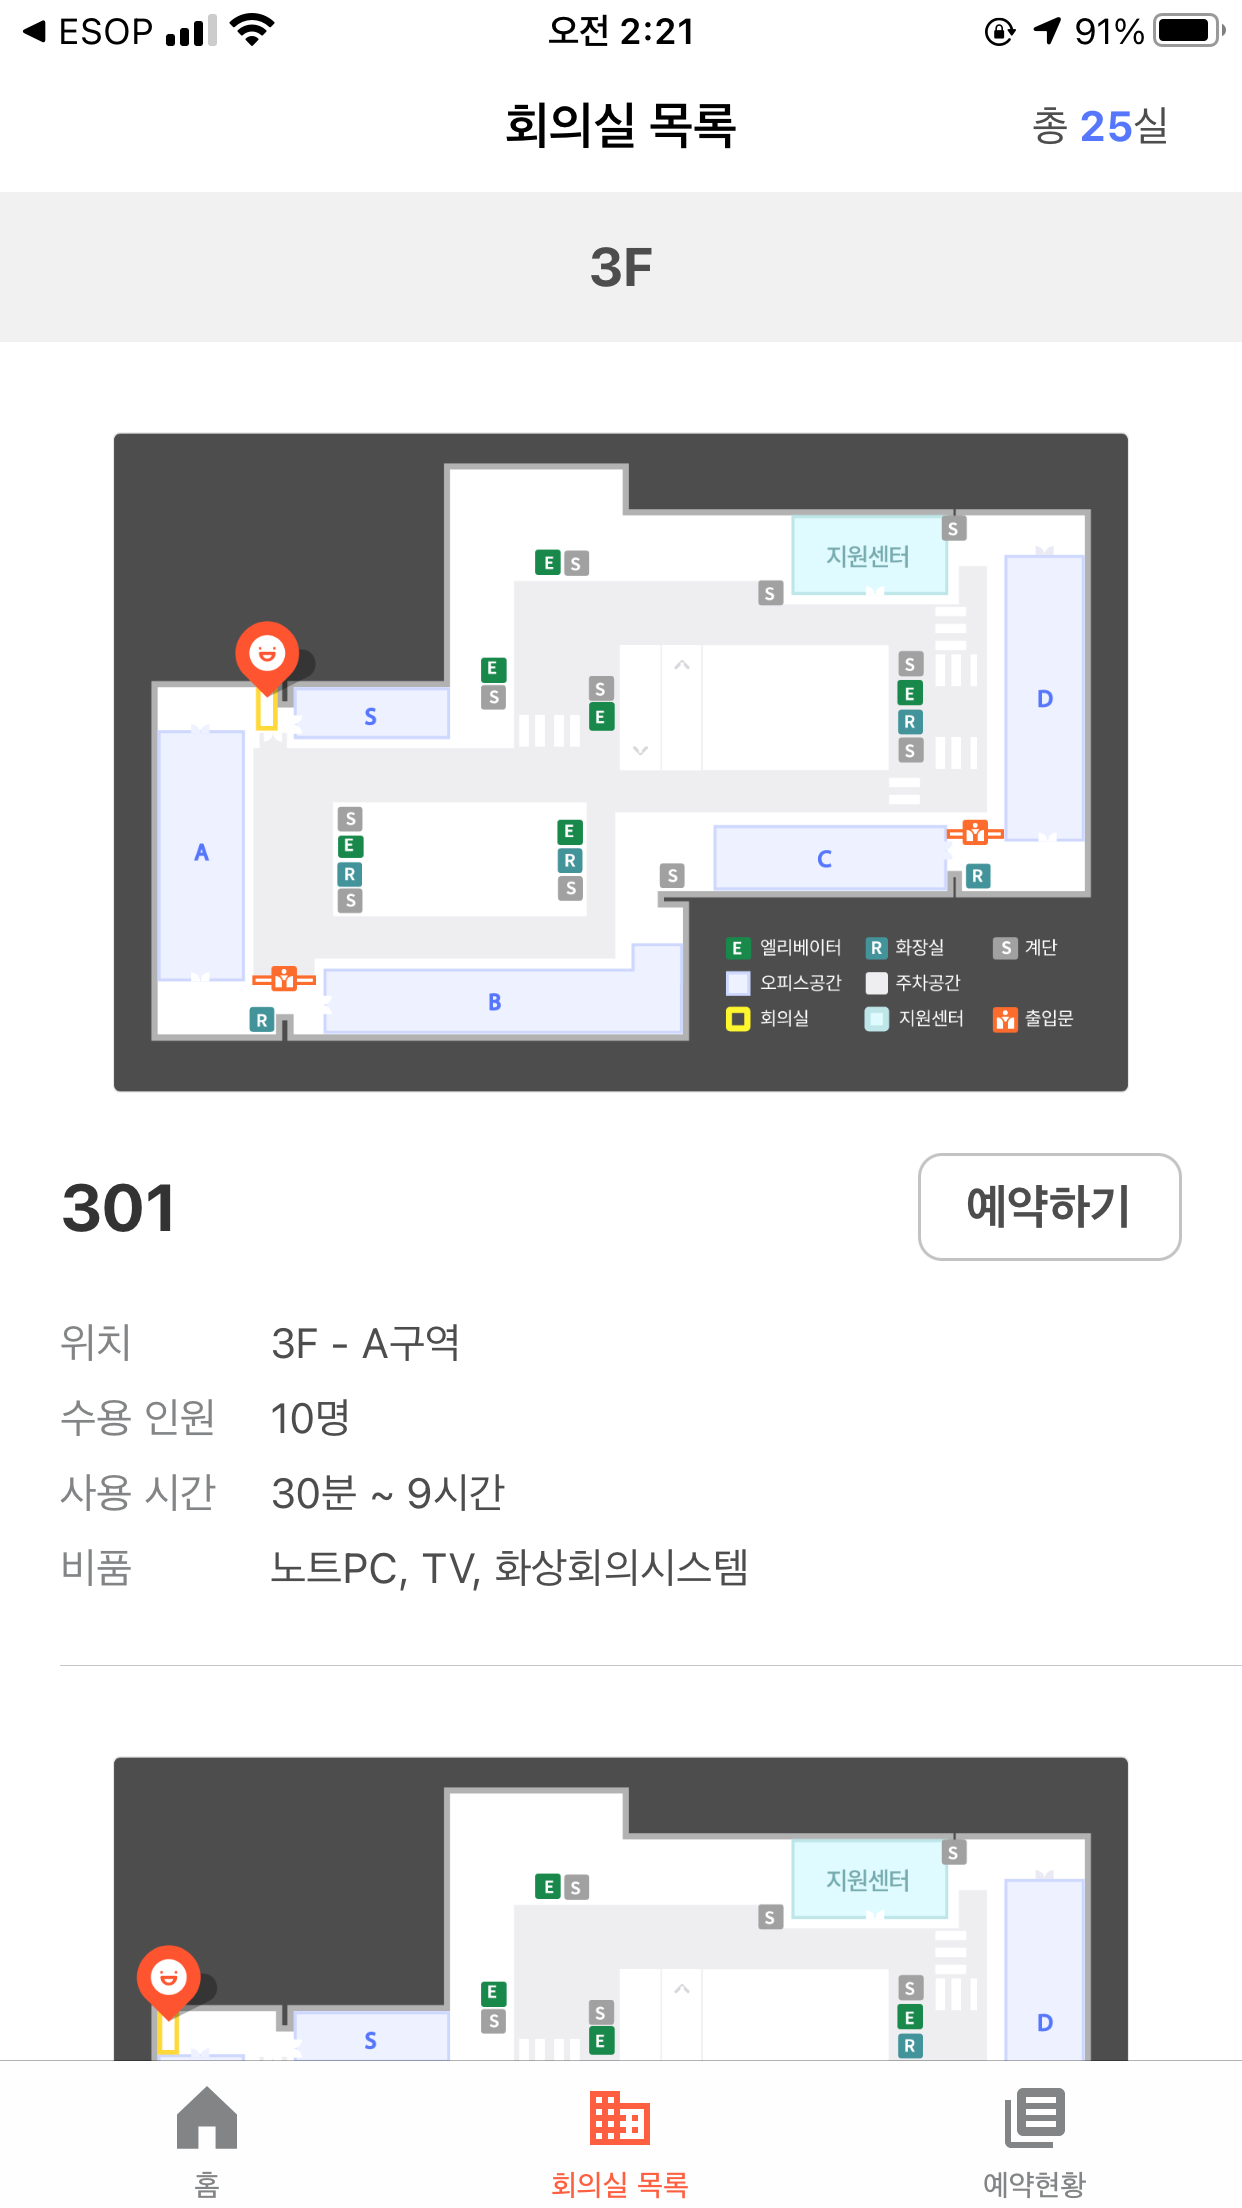 ◀ ESOP 오전 2:21 91%
회의실 목록 총 25실
3F
지원센터 S
E S
S
E S
S E
S E R S
D
S
A
S E R S
E R S
C
S
R
B
R
E 엘리베이터 R 화장실 S 계단
오피스공간 주차공간
회의실 지원센터 출입문
301 예약하기
위치 3F - A구역
수용 인원 10명
사용 시간 30분 ~ 9시간
비품 노트PC, TV, 화상회의시스템
지원센터 S
E S
S
E S
S E
S E R
S
D
홈 회의실 목록 예약현황